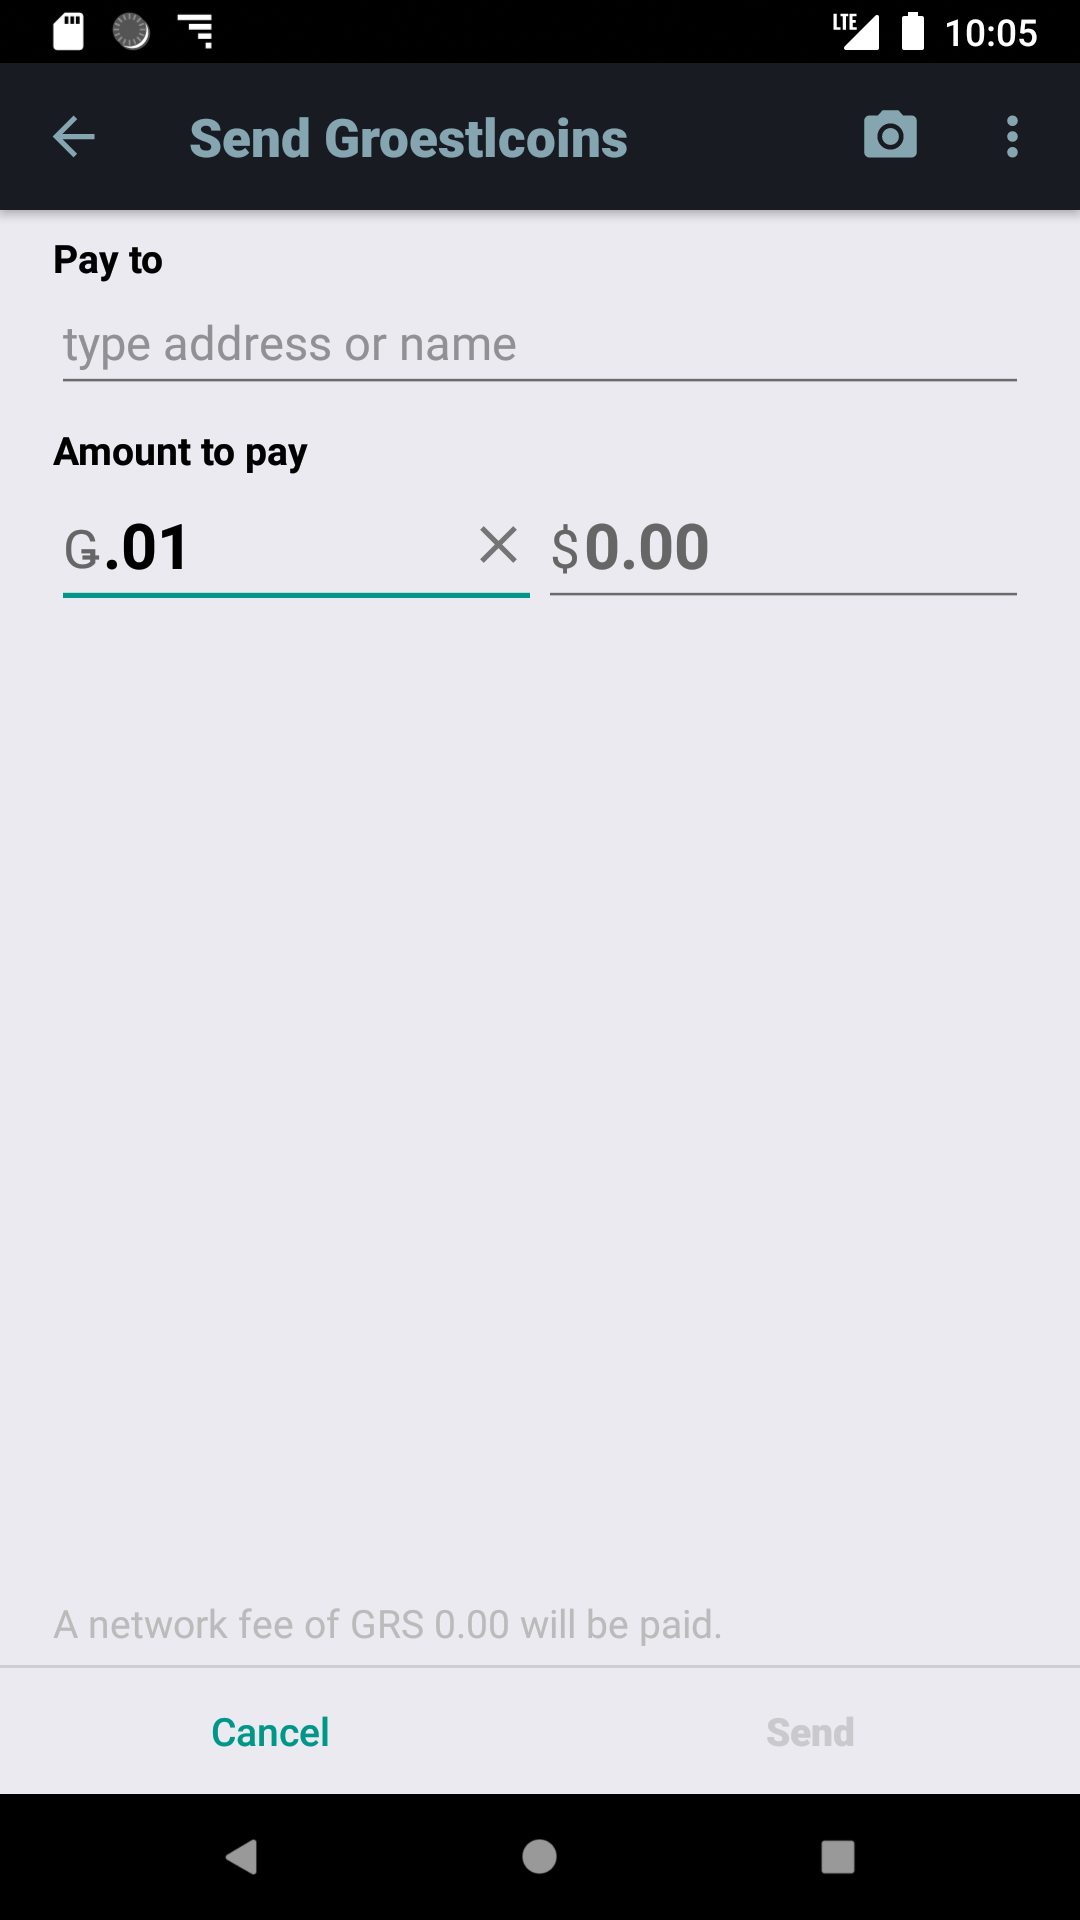 LTE 10:05
Send Groestlcoins
Pay to
type address or name
Amount to pay
Ǥ.01 $0.00
A network fee of GRS 0.00 will be paid.
Cancel Send